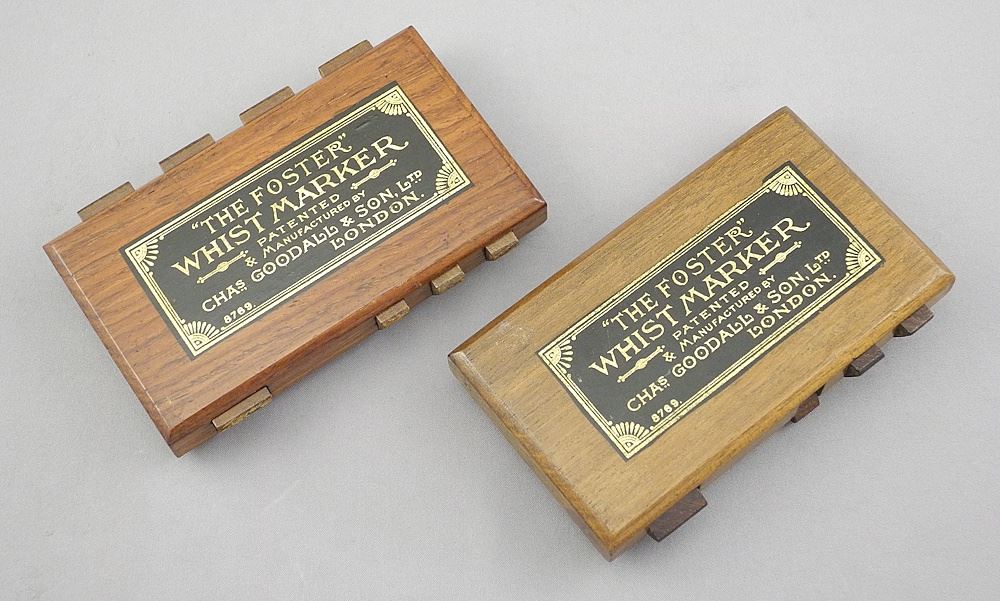 "THE FOSTER"
WHIST MARKER
PATENTED
& MANUFACTURED BY
CHAS. GOODALL & SON, LTD
LONDON.
8769.
"THE FOSTER"
WHIST MARKER
PATENTED
& MANUFACTURED BY
CHAS. GOODALL & SON, LTD
LONDON.
8769.